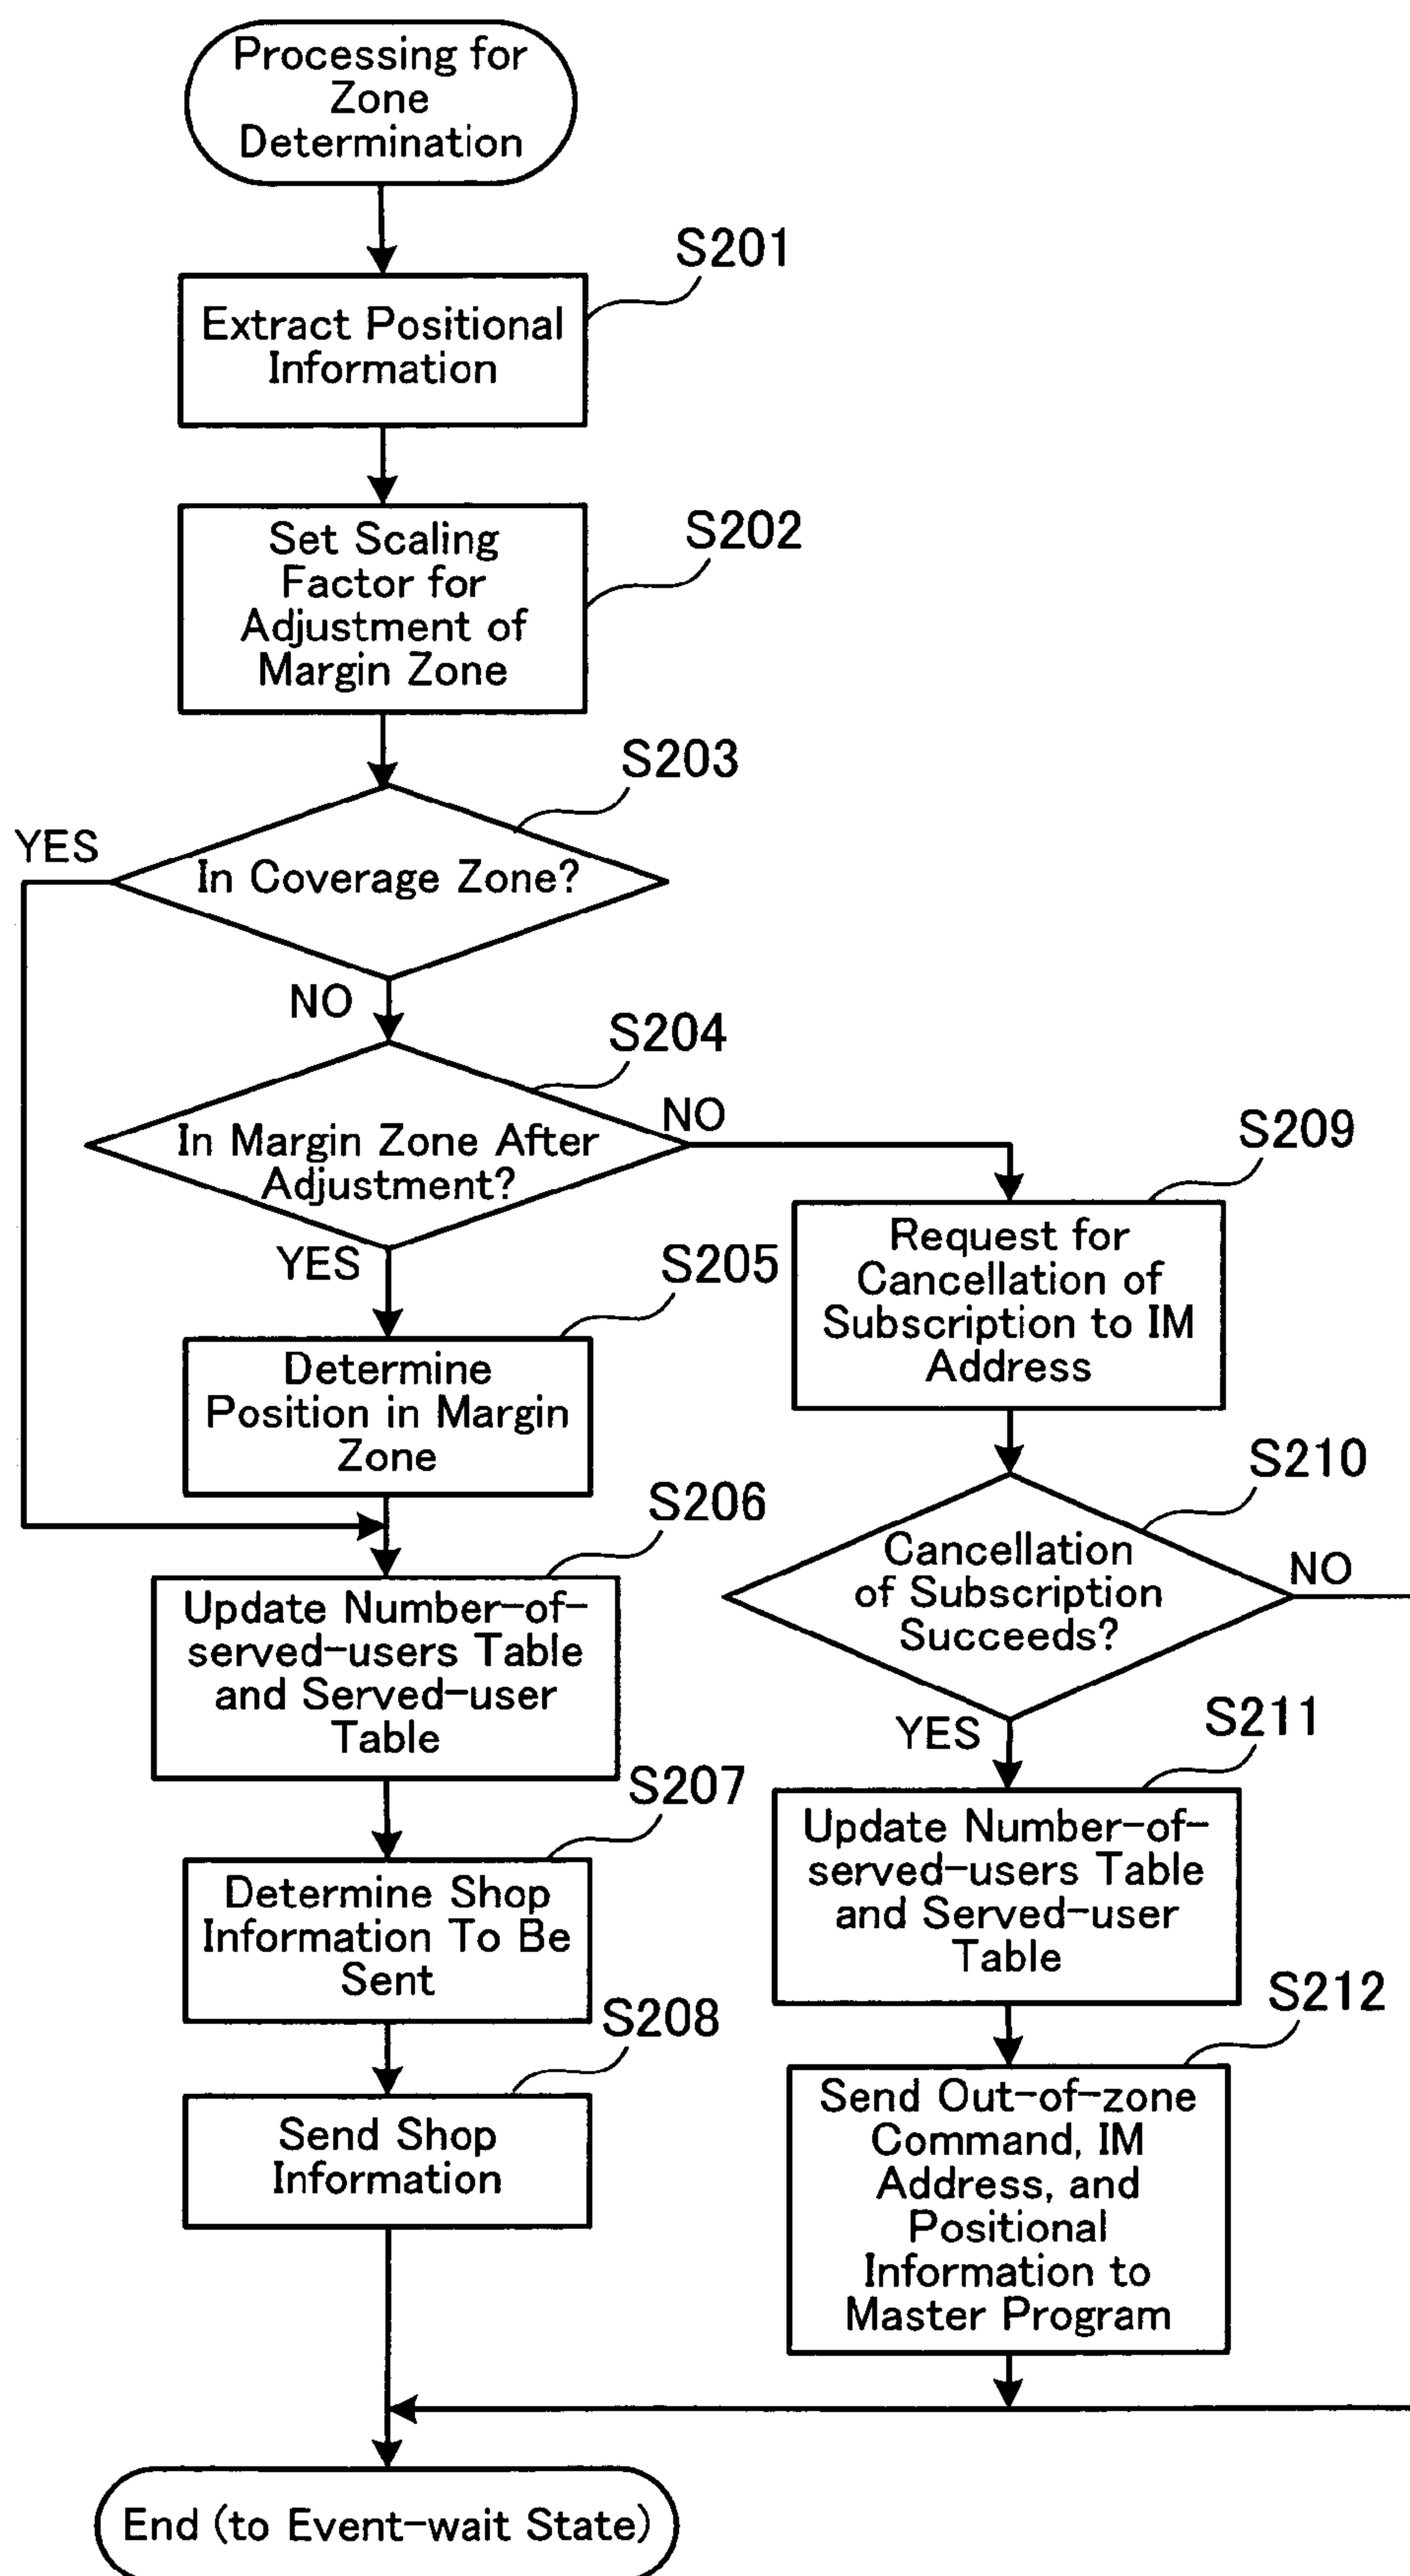 Processing for
Zone
Determination
S201
Extract Positional
Information
S202
Set Scaling
Factor for
Adjustment of
Margin Zone
S203
YES
In Coverage Zone?
NO
S204
NO
In Margin Zone After
Adjustment?
YES
S205
Determine
Position in Margin
Zone
S206
Update Number-of-
served-users Table
and Served-user
Table
S207
Determine Shop
Information To Be
Sent
S208
Send Shop
Information
S209
Request for
Cancellation of
Subscription to IM
Address
S210
Cancellation
of Subscription
Succeeds?
NO
YES
S211
Update Number-of-
served-users Table
and Served-user
Table
S212
Send Out-of-zone
Command, IM
Address, and
Positional
Information to
Master Program
End (to Event-wait State)